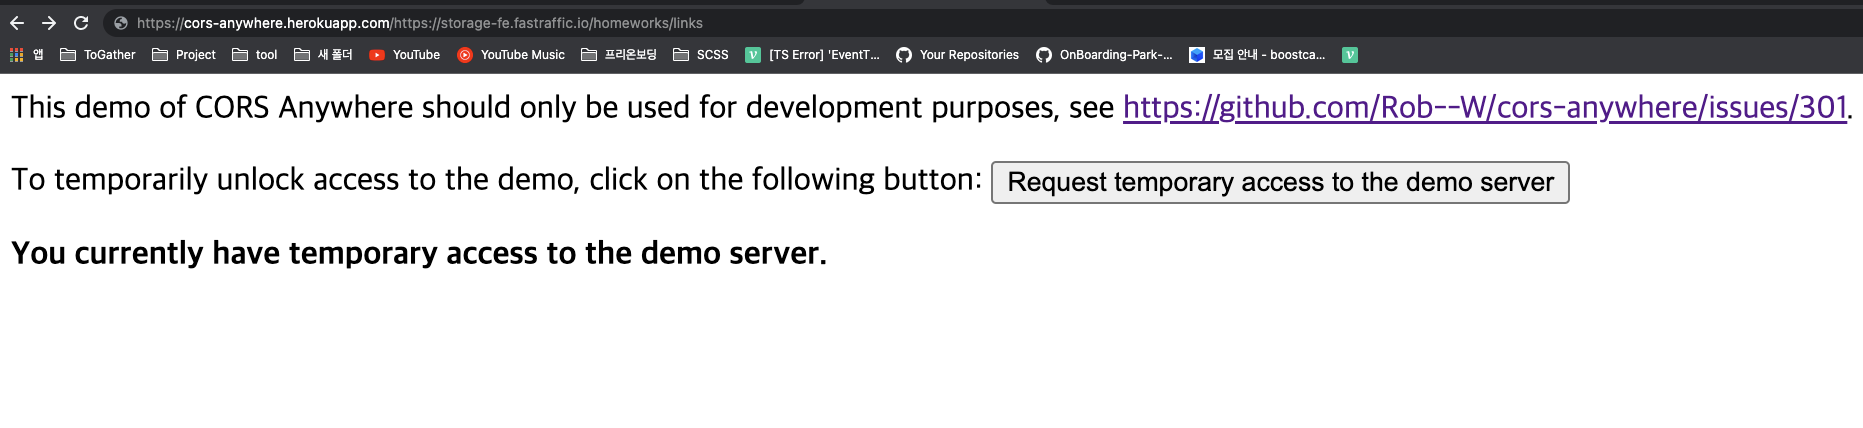 https://cors-anywhere.herokuapp.com/https://storage-fe.fastraffic.io/homeworks/links
앱 ToGather Project tool 새 폴더 YouTube YouTube Music 프리온보딩 SCSS [TS Error] 'EventT... Your Repositories OnBoarding-Park-... 모집 안내 - boostca...
This demo of CORS Anywhere should only be used for development purposes, see https://github.com/Rob--W/cors-anywhere/issues/301.
To temporarily unlock access to the demo, click on the following button: Request temporary access to the demo server
You currently have temporary access to the demo server.